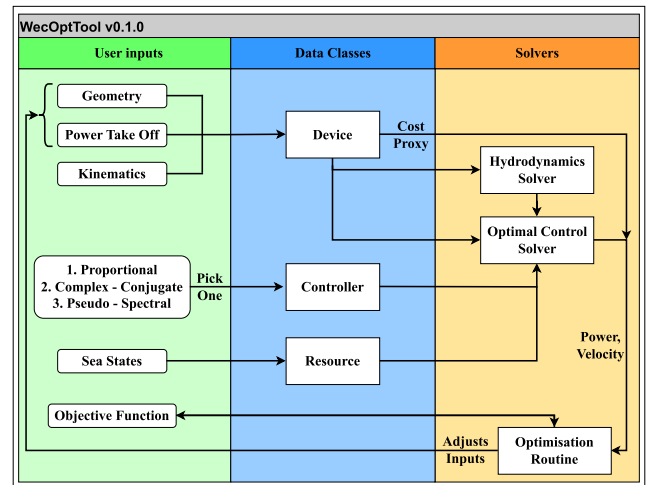 WecOptTool v0.1.0
User inputs
Data Classes
Solvers
Geometry
Power Take Off
Kinematics
Device
Cost
Proxy
Hydrodynamics
Solver
Optimal Control
Solver
1. Proportional
2. Complex - Conjugate
3. Pseudo - Spectral
Pick
One
Controller
Power,
Velocity
Sea States
Resource
Objective Function
Adjusts
Inputs
Optimisation
Routine